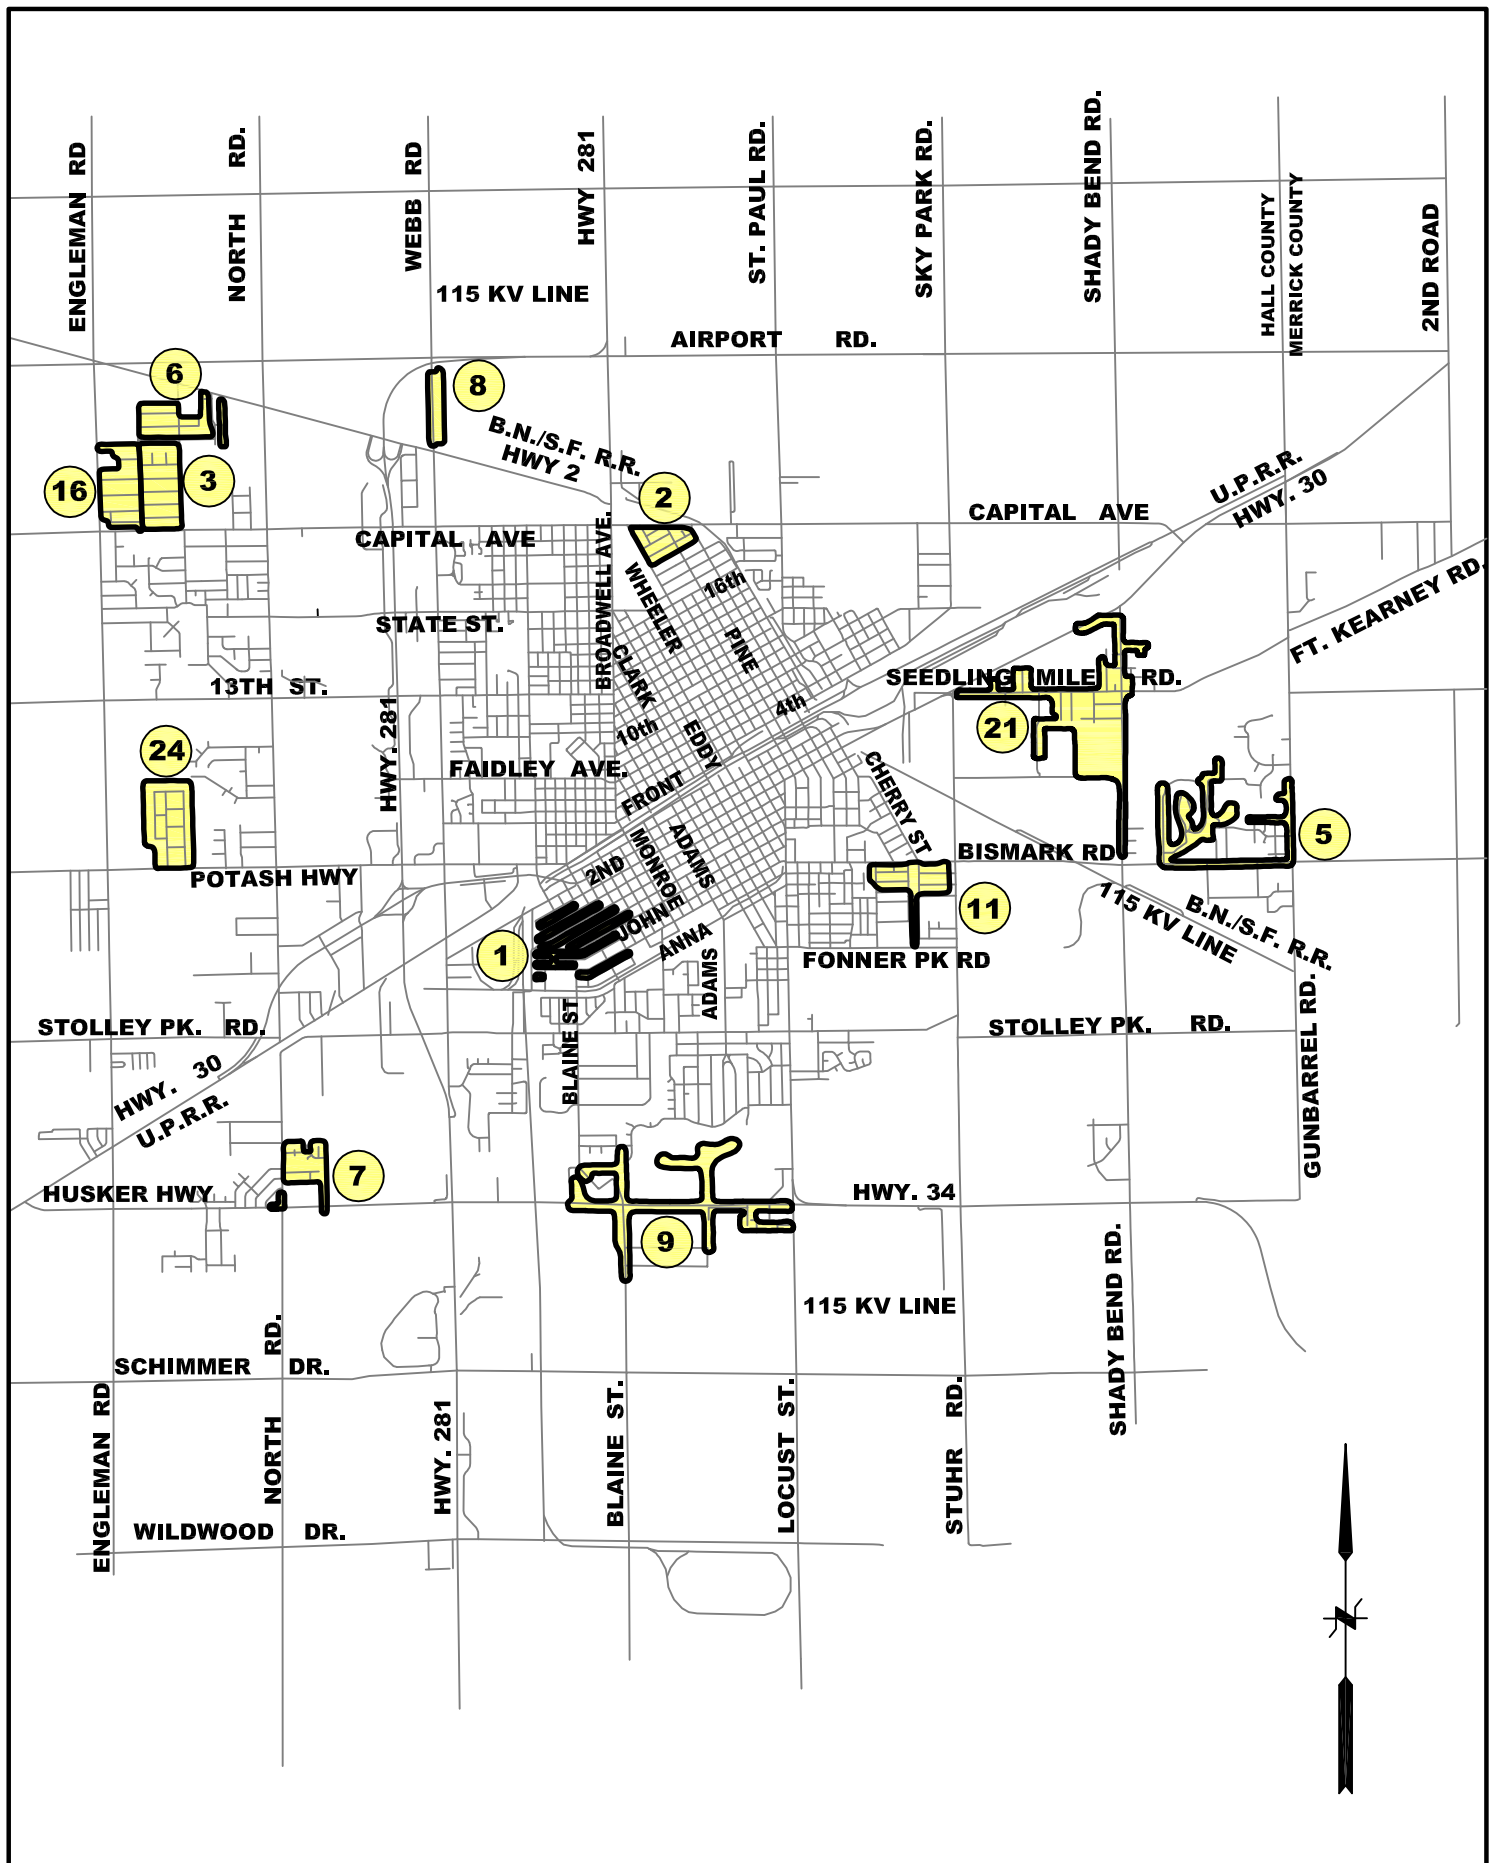 ENGLEMAN RD
NORTH RD.
WEBB RD
HWY 281
ST. PAUL RD.
SKY PARK RD.
SHADY BEND RD.
HALL COUNTY
MERRICK COUNTY
2ND ROAD
115 KV LINE
AIRPORT RD.
6
8
B.N./S.F. R.R.
HWY 2
16
3
2
U.P.R.R.
HWY. 30
CAPITAL AVE
CAPITAL AVE
BROADWELL AVE.
WHEELER
16th
PINE
STATE ST.
CLARK
FT. KEARNEY RD.
13TH ST.
SEEDLING MILE RD.
4th
10th
EDDY
21
24
HWY. 281
FAIDLEY AVE.
FRONT
CHERRY ST
5
ADAMS
MONROE
2ND
BISMARK RD
POTASH HWY
115 KV LINE
B.N./S.F. R.R.
11
JOHN
ANNA
1
FONNER PK RD
ADAMS
STOLLEY PK. RD.
STOLLEY PK. RD.
BLAINE ST
GUNBARREL RD.
HWY. 30
U.P.R.R.
7
HUSKER HWY
HWY. 34
9
115 KV LINE
SHADY BEND RD.
SCHIMMER DR.
ENGLEMAN RD
NORTH RD.
HWY. 281
BLAINE ST.
LOCUST ST.
STUHR RD.
WILDWOOD DR.
Z